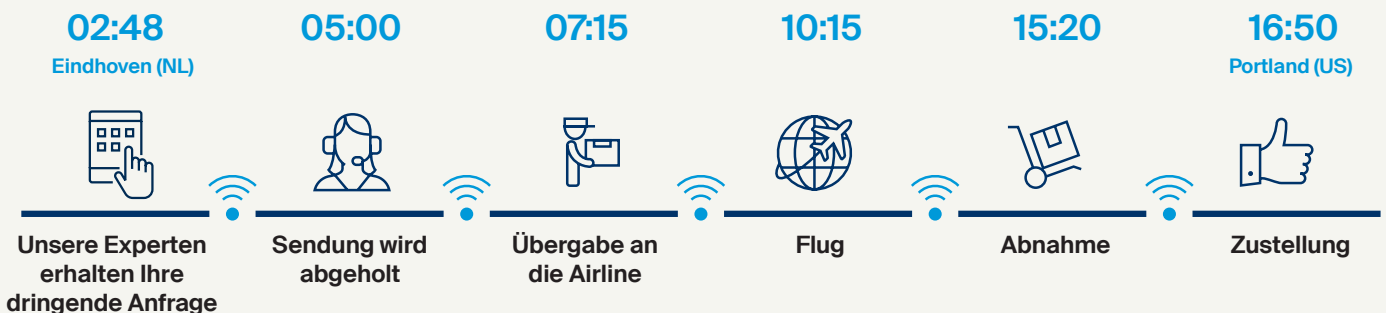 02:48
Eindhoven (NL)
05:00
07:15
10:15
15:20
16:50
Portland (US)
Unsere Experten
erhalten Ihre
dringende Anfrage
Sendung wird
abgeholt
Übergabe an
die Airline
Flug
Abnahme
Zustellung